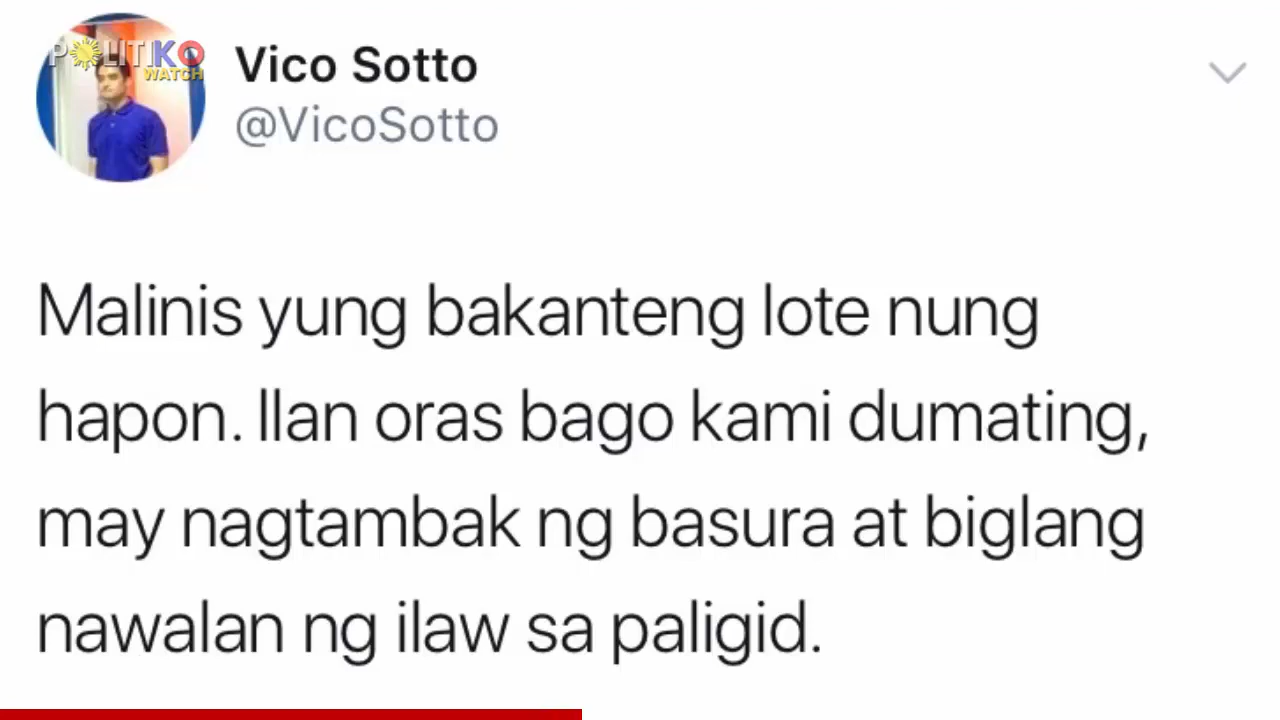 POLITIKO
WATCH
Vico Sotto
@VicoSotto
Malinis yung bakanteng lote nung
hapon. Ilan oras bago kami dumating,
may nagtambak ng basura at biglang
nawalan ng ilaw sa paligid.